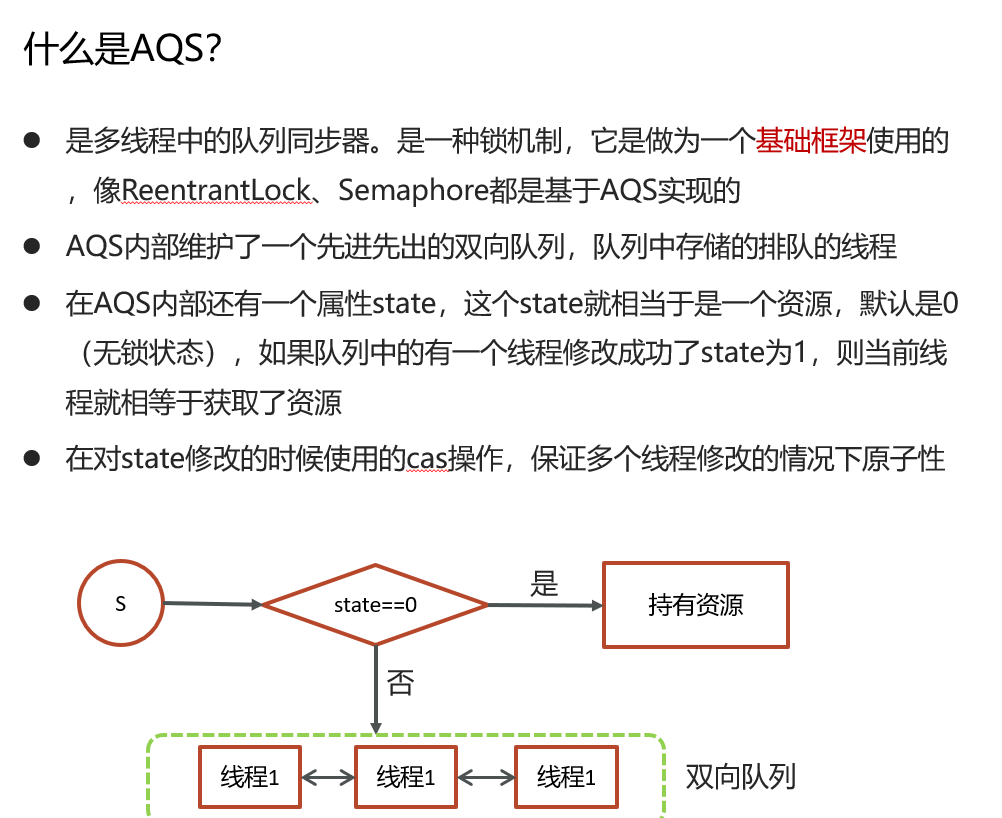 什么是AQS？
是多线程中的队列同步器。是一种锁机制，它是做为一个基础框架使用的
，像ReentrantLock、Semaphore都是基于AQS实现的
AQS内部维护了一个先进先出的双向队列，队列中存储的排队的线程
在AQS内部还有一个属性state，这个state就相当于是一个资源，默认是0
（无锁状态），如果队列中的有一个线程修改成功了state为1，则当前线
程就相等于获取了资源
在对state修改的时候使用的cas操作，保证多个线程修改的情况下原子性
S
state==0
是
持有资源
否
线程1
线程1
线程1
双向队列